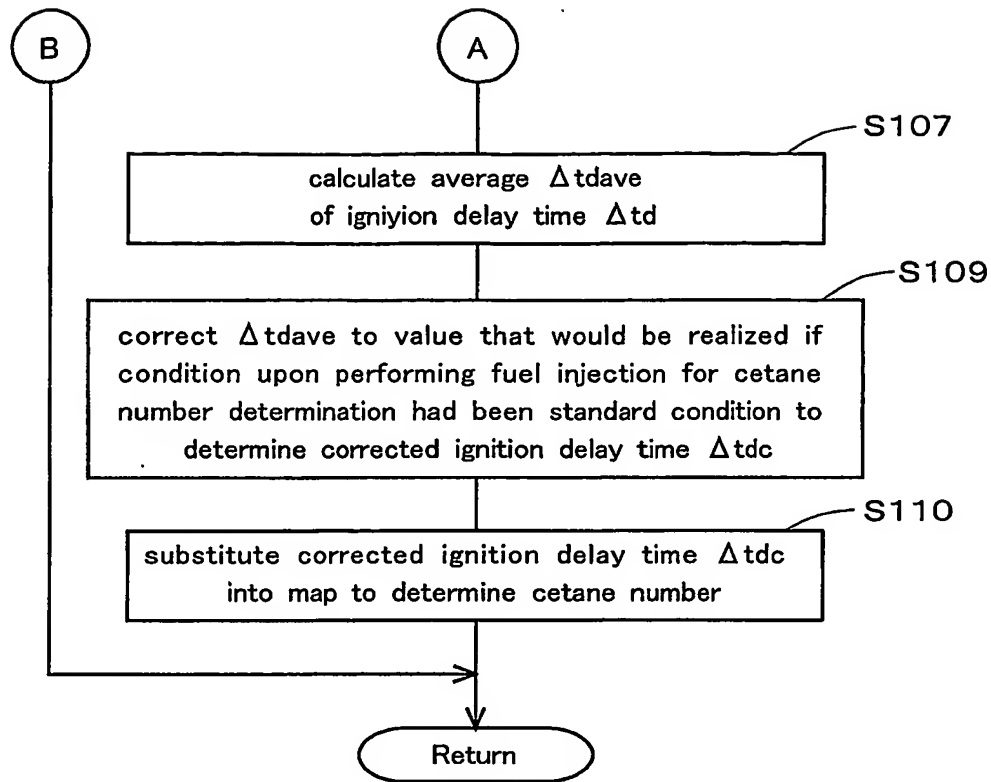 B
A
S107
calculate average Δtdave
of igniyion delay time Δtd
S109
correct Δtdave to value that would be realized if
condition upon performing fuel injection for cetane
number determination had been standard condition to
determine corrected ignition delay time Δtdc
S110
substitute corrected ignition delay time Δtdc
into map to determine cetane number
Return